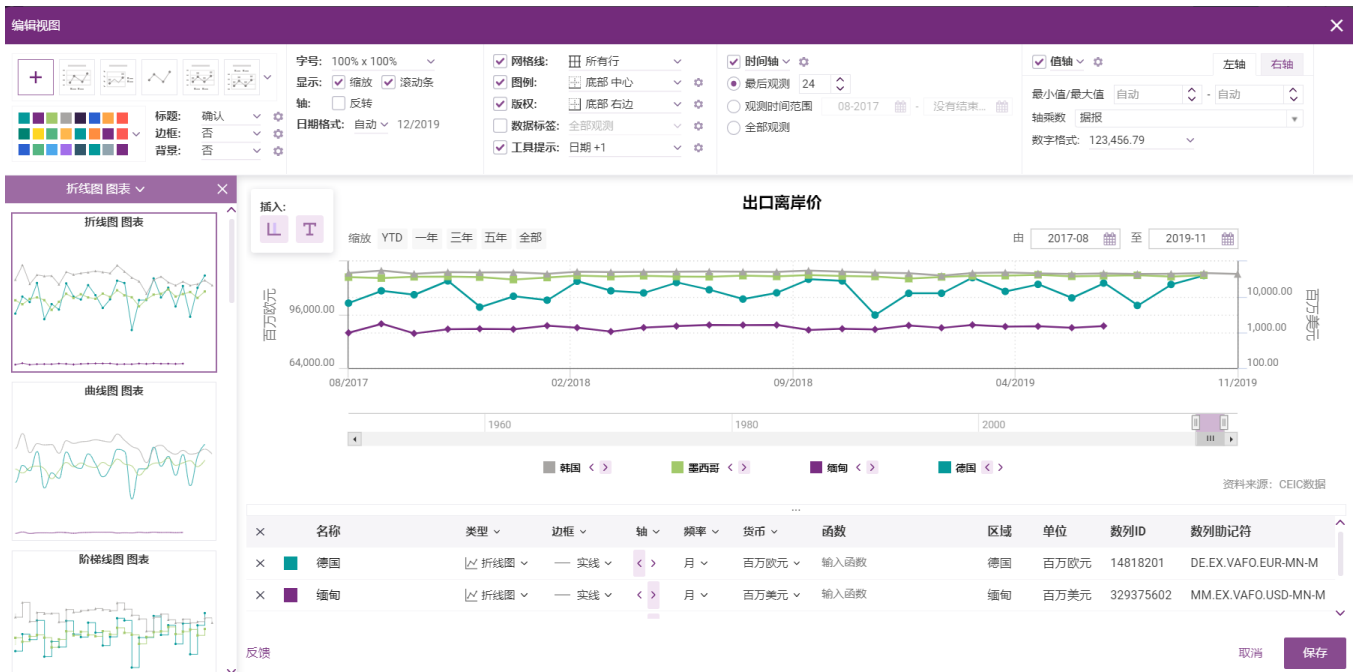 编辑视图
字号: 100% x 100%
显示: 缩放 滚动条
轴: 反转
日期格式: 自动 12/2019
标题: 确认
边框: 否
背景: 否
网格线: 所有行
图例: 底部 中心
版权: 底部 右边
数据标签: 全部观测
工具提示: 日期 +1
时间轴
最后观测 24
观测时间范围 08-2017 - 没有结束...
全部观测
值轴 左轴 右轴
最小值/最大值 自动 - 自动
轴乘数 据报
数字格式: 123,456.79
折线图 图表
折线图 图表
曲线图 图表
阶梯线图 图表
插入:
出口离岸价
缩放 YTD 一年 三年 五年 全部
由 2017-08 至 2019-11
百万欧元
96,000.00
64,000.00
10,000.00
1,000.00
100.00
百万美元
08/2017 02/2018 09/2018 04/2019 11/2019
1960 1980 2000
韩国 墨西哥 缅甸 德国
资料来源：CEIC数据
...
名称 类型 边框 轴 频率 货币 函数 区域 单位 数列ID 数列助记符
德国 折线图 实线 月 百万欧元 输入函数 德国 百万欧元 14818201 DE.EX.VAFO.EUR-MN-M
缅甸 折线图 实线 月 百万美元 输入函数 缅甸 百万美元 329375602 MM.EX.VAFO.USD-MN-M
反馈
取消 保存